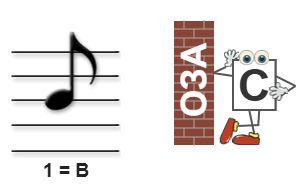 ОЗА
С
1 = В